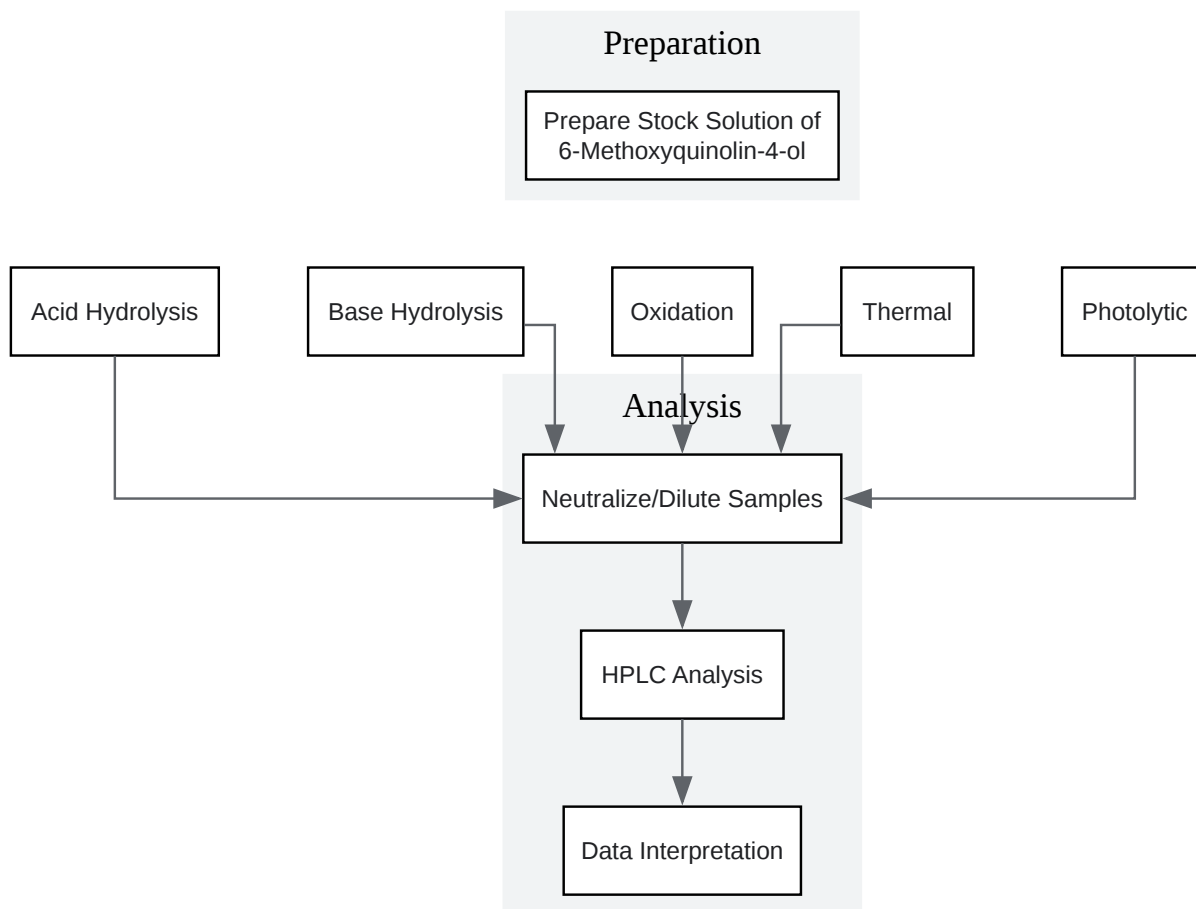 Preparation
Prepare Stock Solution of
6-Methoxyquinolin-4-ol
Acid Hydrolysis
Base Hydrolysis
Oxidation
Thermal
Photolytic
Analysis
Neutralize/Dilute Samples
HPLC Analysis
Data Interpretation